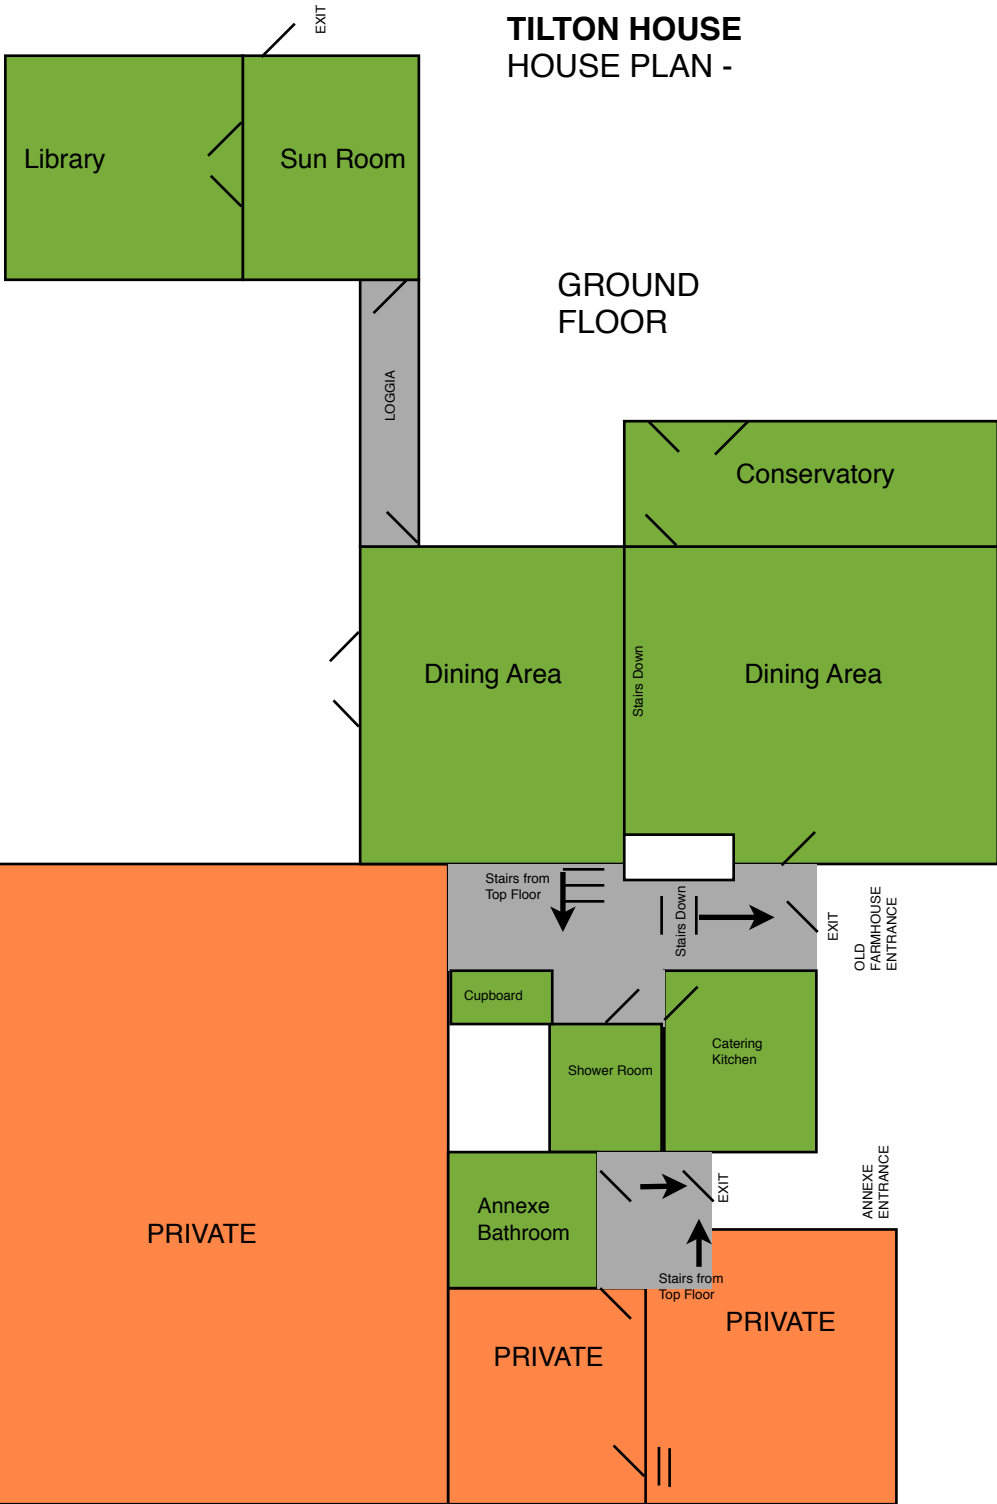 EXIT
TILTON HOUSE
HOUSE PLAN -
Library
Sun Room
GROUND
FLOOR
LOGGIA
Conservatory
Dining Area
Stairs Down
Dining Area
Stairs from
Top Floor
Stairs Down
EXIT
OLD
FARMHOUSE
ENTRANCE
Cupboard
Shower Room
Catering
Kitchen
Annexe
Bathroom
EXIT
ANNEXE
ENTRANCE
PRIVATE
Stairs from
Top Floor
PRIVATE
PRIVATE